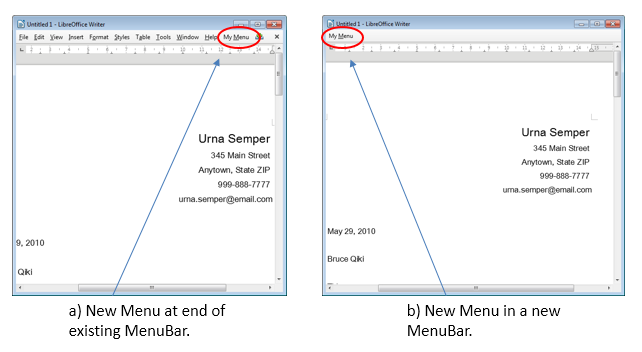 Untitled 1 - LibreOffice Writer
File Edit View Insert Format Styles Table Tools Window Help My Menu
Urna Semper
345 Main Street
Anytown, State ZIP
999-888-7777
urna.semper@email.com
9, 2010
Qiki
a) New Menu at end of
existing MenuBar.
Untitled 1 - LibreOffice Writer
My Menu
Urna Semper
345 Main Street
Anytown, State ZIP
999-888-7777
urna.semper@email.com
May 29, 2010
Bruce Qiki
b) New Menu in a new
MenuBar.